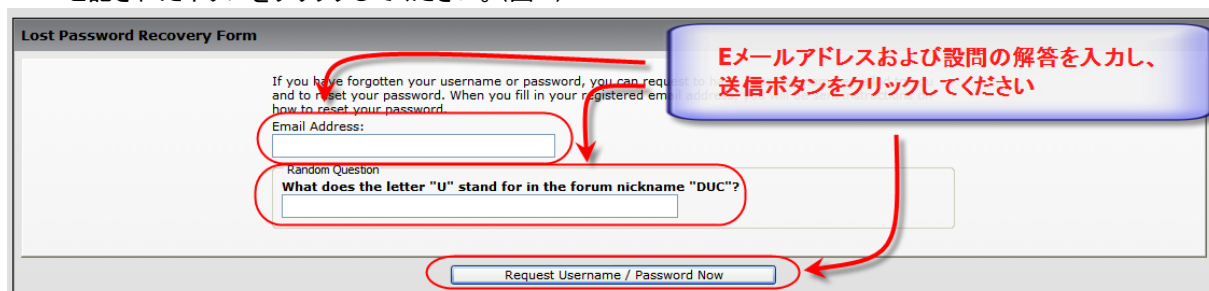 Lost Password Recovery Form
Eメールアドレスおよび設問の解答を入力し、
送信ボタンをクリックしてください
If you have forgotten your username or password, you can request to
and to reset your password. When you fill in your registered email
how to reset your password.
Email Address:
Random Question
What does the letter "U" stand for in the forum nickname "DUC"?
Request Username / Password Now